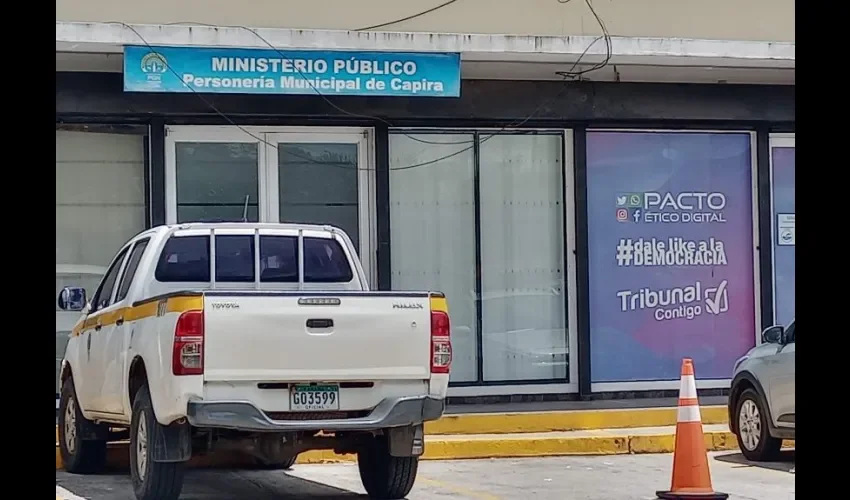 MINISTERIO PÚBLICO
Personería Municipal de Capira
PACTO
ÉTICO DIGITAL
#dale like a la
DEMOCRACIA
Tribunal
Contigo
TOYOTA
HILUX
G03599